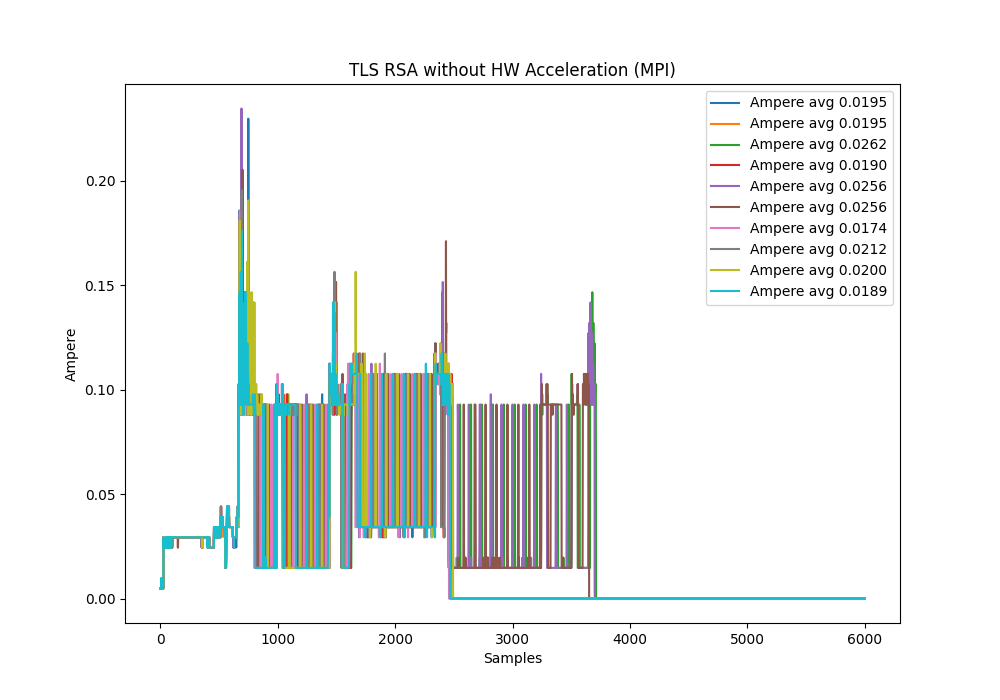 TLS RSA without HW Acceleration (MPI)
Ampere avg 0.0195
Ampere avg 0.0195
Ampere avg 0.0262
Ampere avg 0.0190
Ampere avg 0.0256
Ampere avg 0.0256
Ampere avg 0.0174
Ampere avg 0.0212
Ampere avg 0.0200
Ampere avg 0.0189
Ampere
0.20
0.15
0.10
0.05
0.00
0 1000 2000 3000 4000 5000 6000
Samples